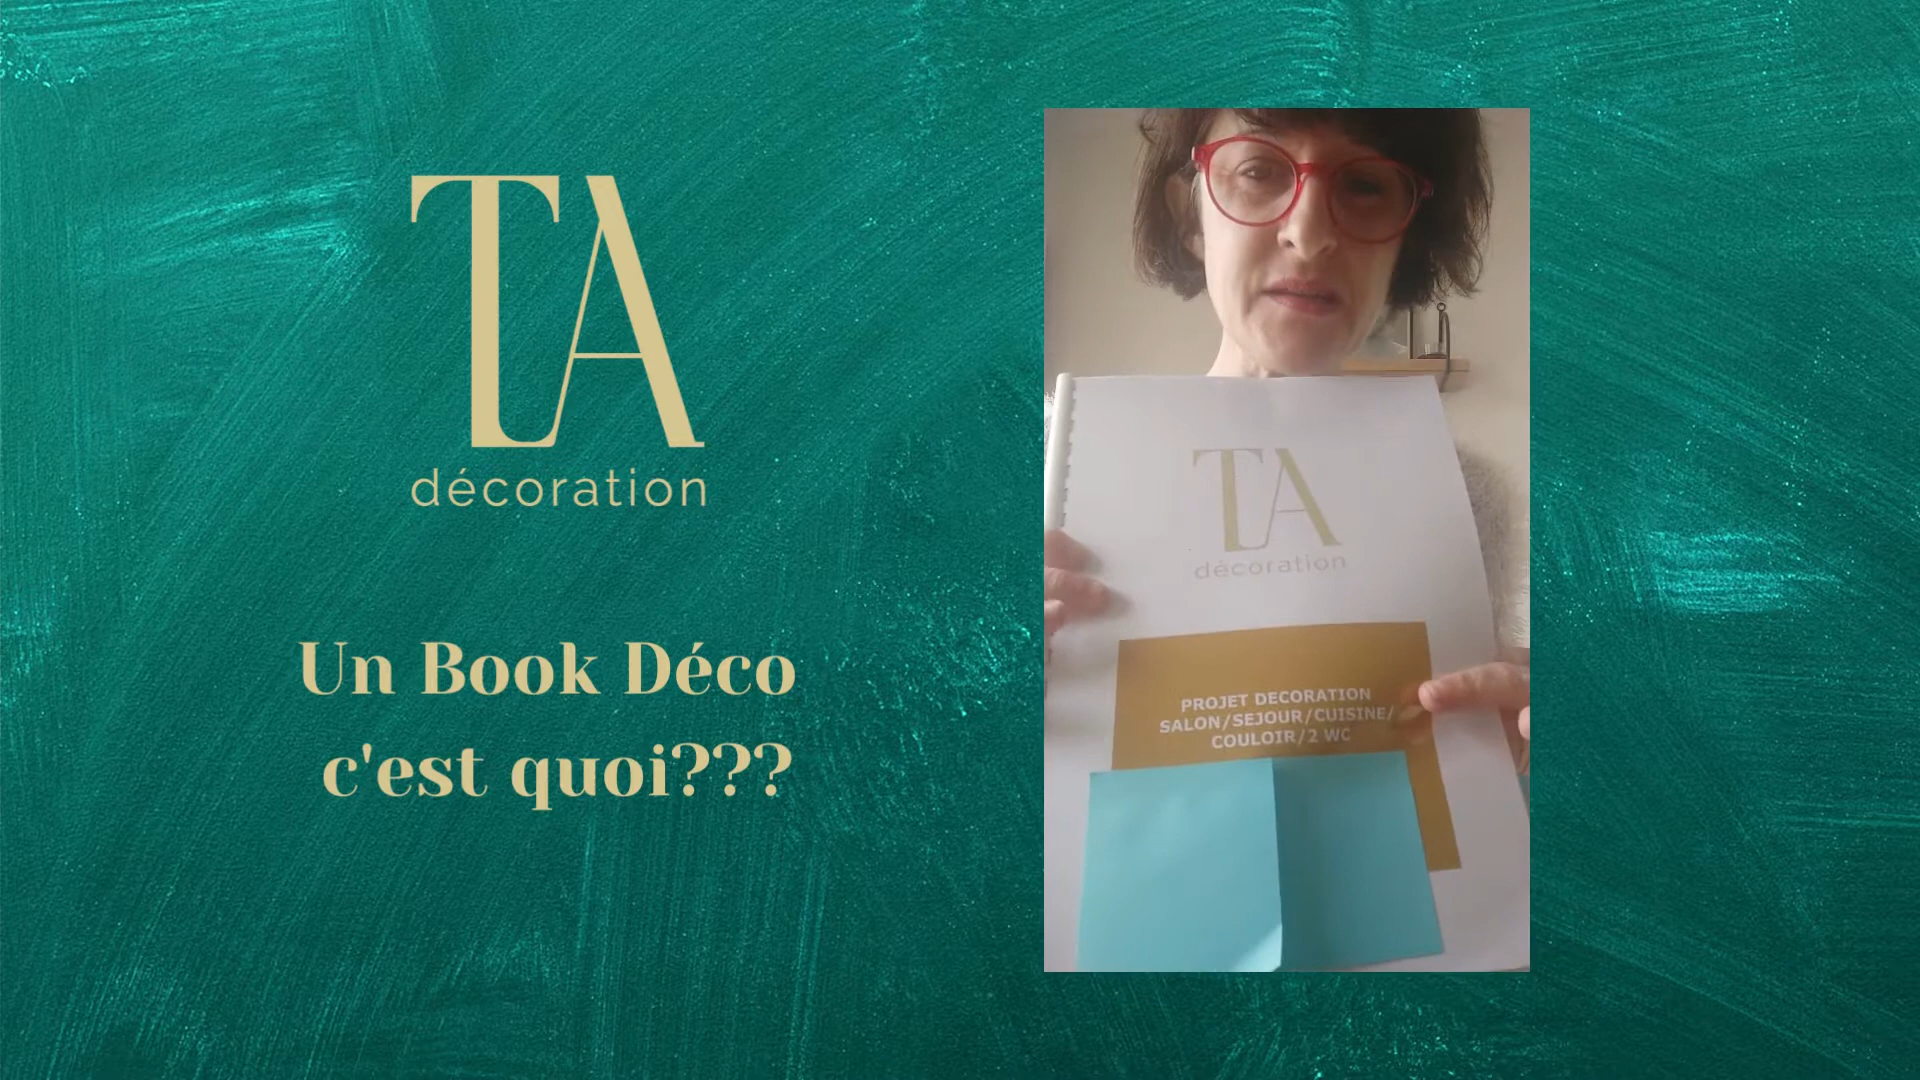 TA
décoration
Un Book Déco
c'est quoi???
TA
décoration
PROJET DECORATION
SALON/SEJOUR/CUISINE/
COULOIR/2 WC